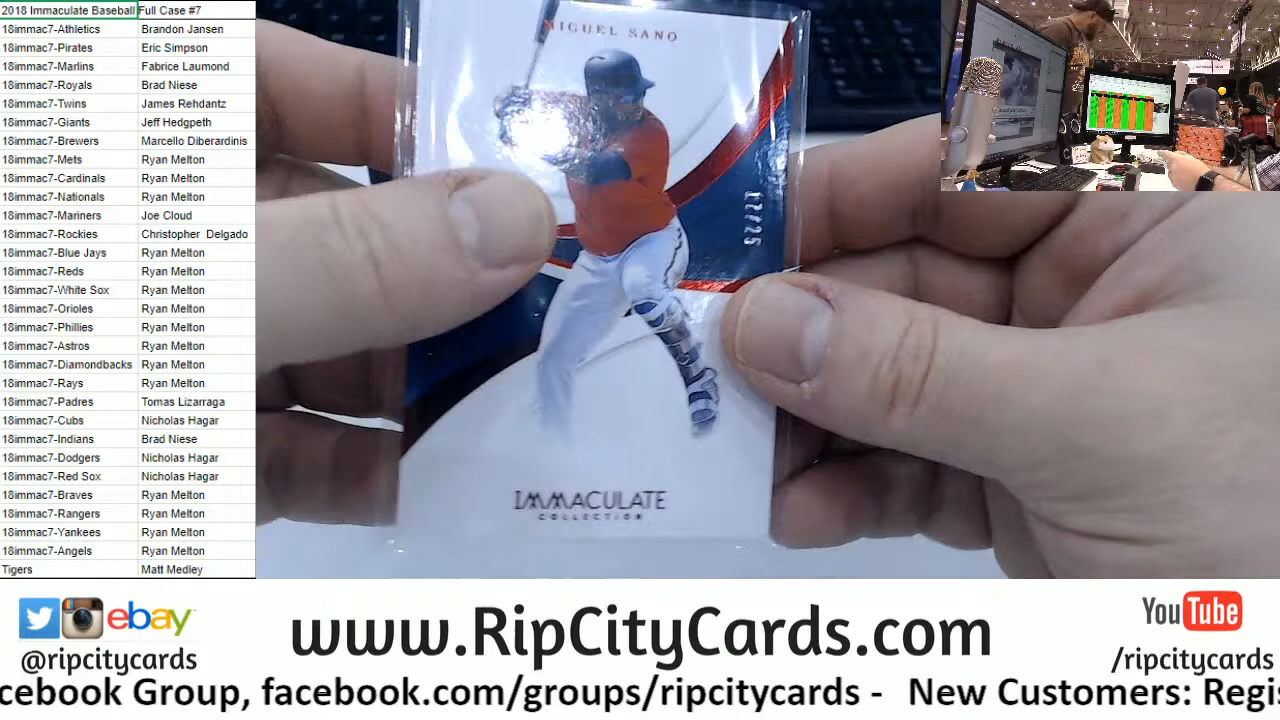 2018 Immaculate Baseball Full Case #7
18immac7-Athletics Brandon Jansen
18immac7-Pirates Eric Simpson
18immac7-Marlins Fabrice Laumond
18immac7-Royals Brad Niese
18immac7-Twins James Rehdantz
18immac7-Giants Jeff Hedgpeth
18immac7-Brewers Marcello Diberardinis
18immac7-Mets Ryan Melton
18immac7-Cardinals Ryan Melton
18immac7-Nationals Ryan Melton
18immac7-Mariners Joe Cloud
18immac7-Rockies Christopher Delgado
18immac7-Blue Jays Ryan Melton
18immac7-Reds Ryan Melton
18immac7-White Sox Ryan Melton
18immac7-Orioles Ryan Melton
18immac7-Phillies Ryan Melton
18immac7-Astros Ryan Melton
18immac7-Diamondbacks Ryan Melton
18immac7-Rays Ryan Melton
18immac7-Padres Tomas Lizarraga
18immac7-Cubs Nicholas Hagar
18immac7-Indians Brad Niese
18immac7-Dodgers Nicholas Hagar
18immac7-Red Sox Nicholas Hagar
18immac7-Braves Ryan Melton
18immac7-Rangers Ryan Melton
18immac7-Yankees Ryan Melton
18immac7-Angels Ryan Melton
Tigers Matt Medley
MIGUEL SANO
17/25
IMMACULATE
COLLECTION
ebay
@ripcitycards
www.RipCityCards.com
YouTube
/ripcitycards
cebook Group, facebook.com/groups/ripcitycards - New Customers: Regi